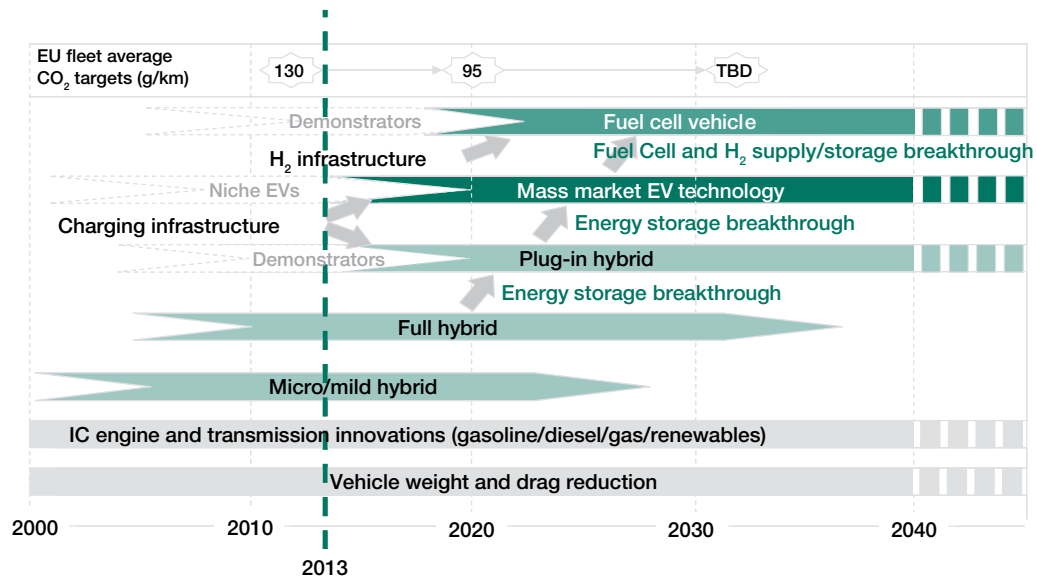 EU fleet average
CO2 targets (g/km)
130
95
TBD
Demonstrators
Fuel cell vehicle
H2 infrastructure
Fuel Cell and H2 supply/storage breakthrough
Niche EVs
Mass market EV technology
Charging infrastructure
Energy storage breakthrough
Demonstrators
Plug-in hybrid
Energy storage breakthrough
Full hybrid
Micro/mild hybrid
IC engine and transmission innovations (gasoline/diesel/gas/renewables)
Vehicle weight and drag reduction
2000
2010
2020
2030
2040
2013